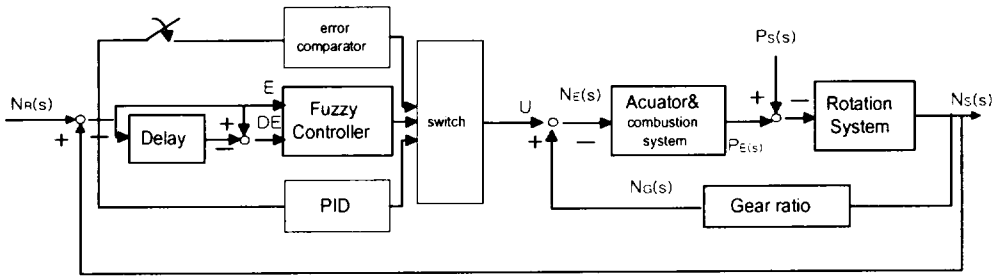 error
comparator
Ps(s)
NR(s)
E
Fuzzy
Controller
switch
U
NE(s)
Acuator&
combustion
system
Rotation
System
Ns(s)
+
−
Delay
+
−
DE
+
−
PE(s)
+
−
PID
NG(s)
Gear ratio